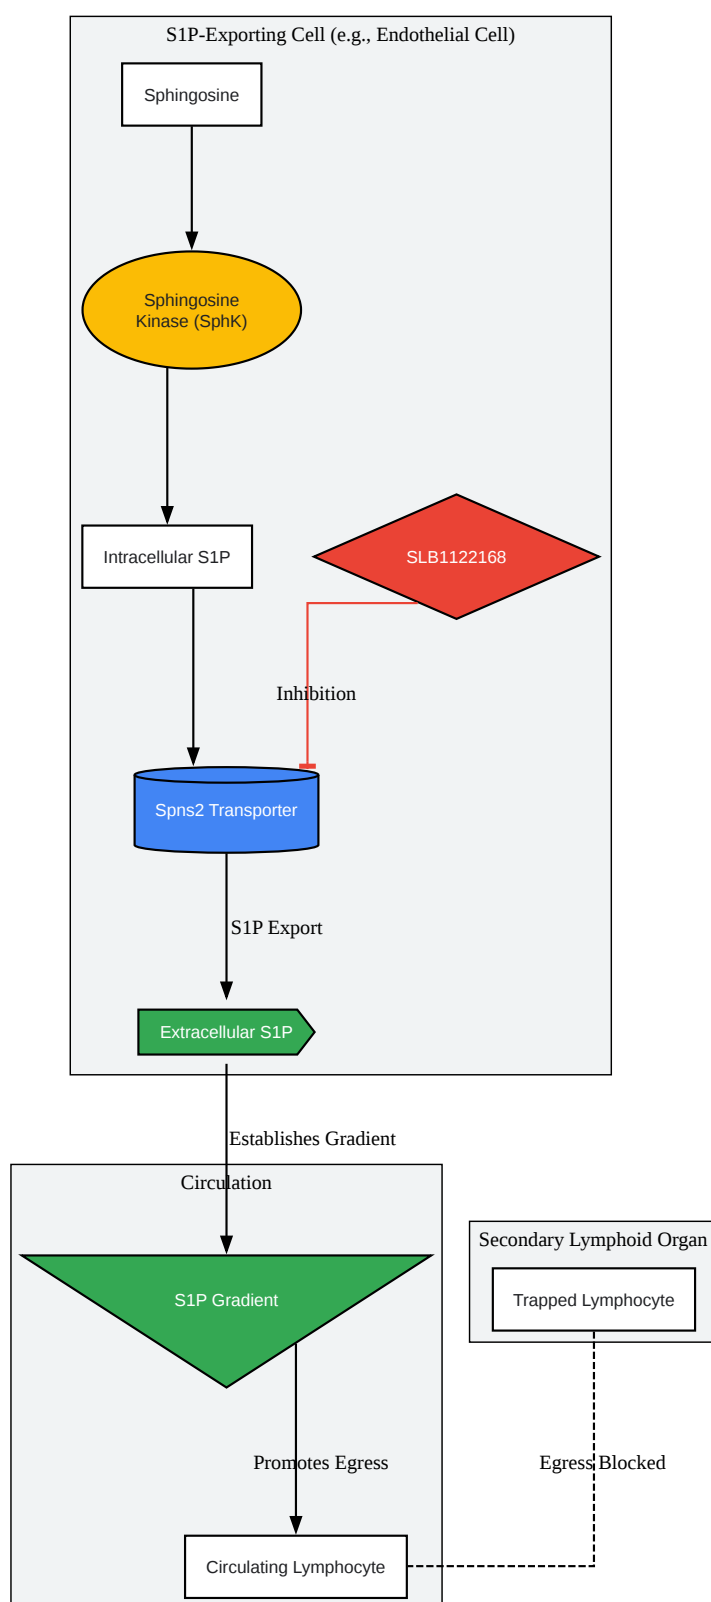 S1P-Exporting Cell (e.g., Endothelial Cell)
Sphingosine
Sphingosine
Kinase (SphK)
Intracellular S1P
SLB1122168
Inhibition
Spns2 Transporter
S1P Export
Extracellular S1P
Establishes Gradient
Circulation
Secondary Lymphoid Organ
S1P Gradient
Trapped Lymphocyte
Promotes Egress
Egress Blocked
Circulating Lymphocyte